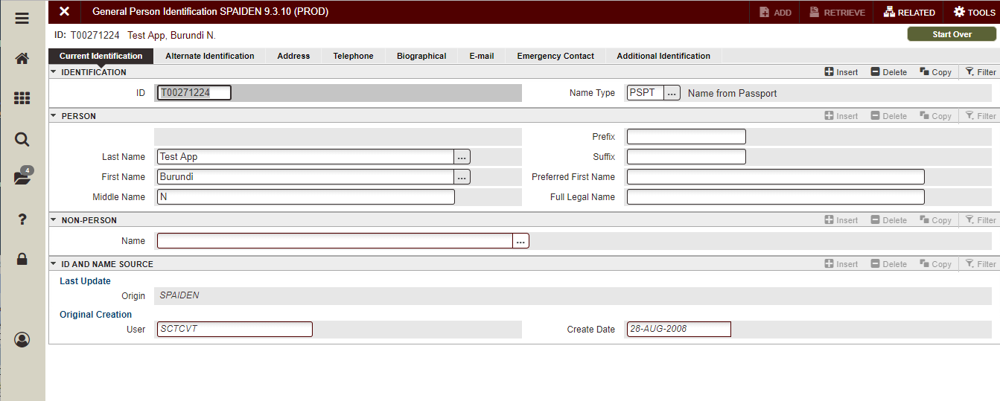 General Person Identification SPAIDEN 9.3.10 (PROD) ADD RETRIEVE RELATED TOOLS
ID: T00271224 Test App, Burundi N. Start Over
Current Identification Alternate Identification Address Telephone Biographical E-mail Emergency Contact Additional Identification
IDENTIFICATION Insert Delete Copy Filter
ID T00271224 Name Type PSPT ... Name from Passport
PERSON Insert Delete Copy Filter
Prefix
Last Name Test App ... Suffix
4
First Name Burundi ... Preferred First Name
Middle Name N Full Legal Name
? NON-PERSON Insert Delete Copy Filter
Name ...
ID AND NAME SOURCE Insert Delete Copy Filter
Last Update
Origin SPAIDEN
Original Creation
User SCTCVT Create Date 28-AUG-2008